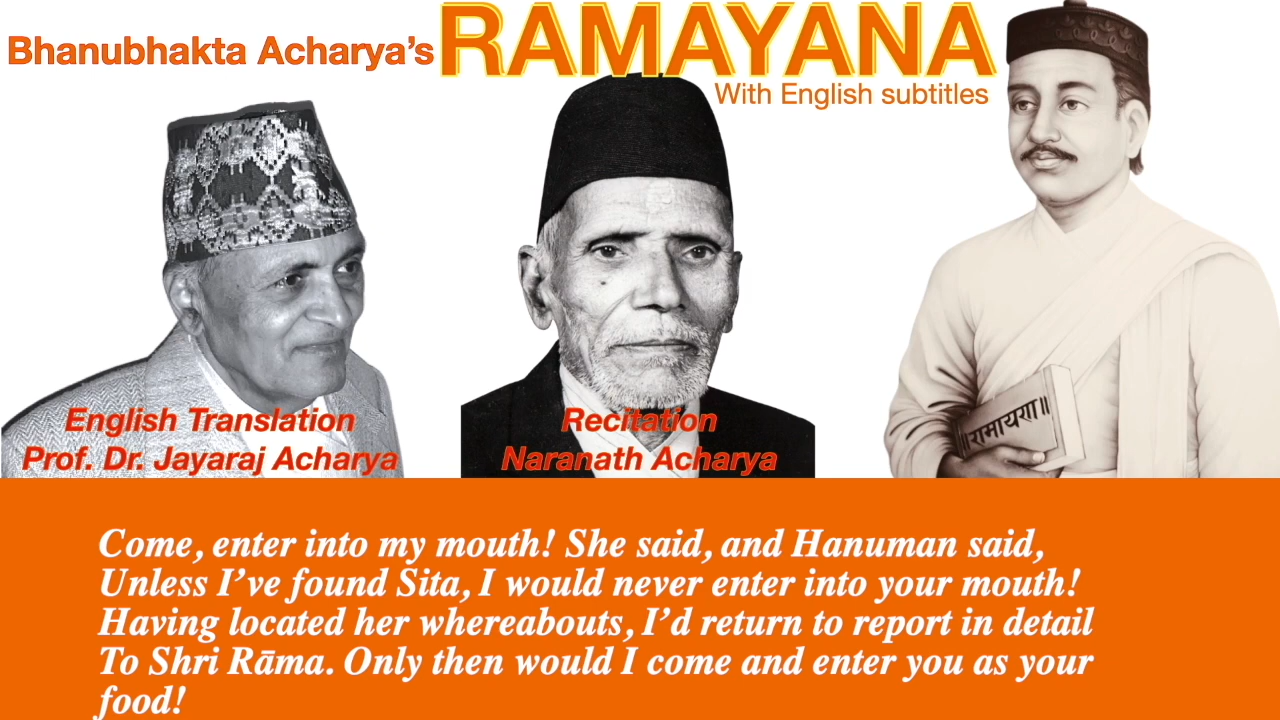 Bhanubhakta Acharya’s RAMAYANA
With English subtitles
English Translation
Prof. Dr. Jayaraj Acharya
Recitation
Naranath Acharya
॥रामायण॥
Come, enter into my mouth! She said, and Hanuman said,
Unless I’ve found Sita, I would never enter into your mouth!
Having located her whereabouts, I’d return to report in detail
To Shri Rāma. Only then would I come and enter you as your
food!